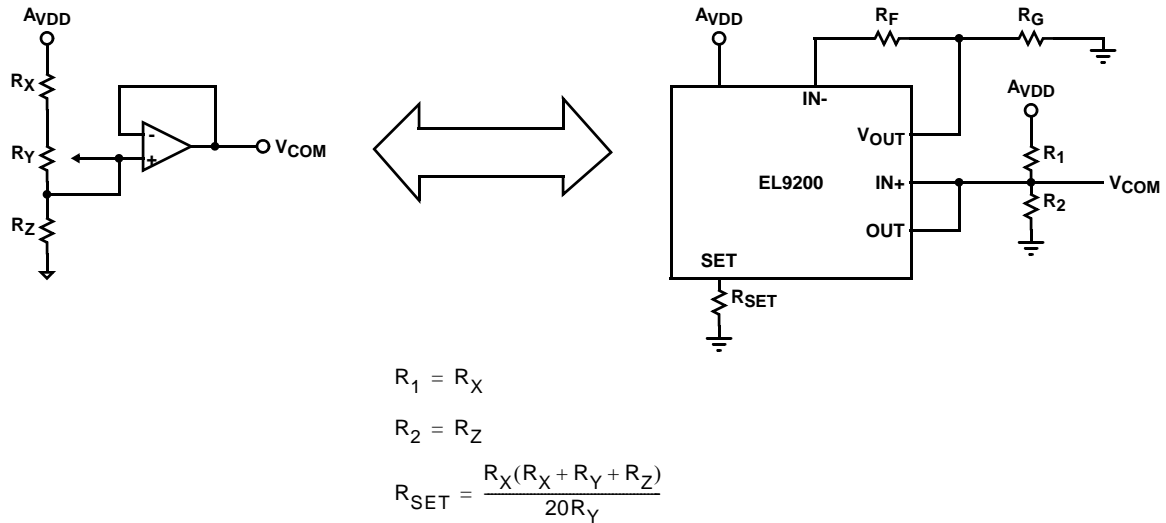 AVDD
RX
RY
RZ
-
+
VCOM
AVDD
RF
RG
IN-
AVDD
VOUT
R1
EL9200
IN+
VCOM
R2
OUT
SET
RSET
R1 = RX
R2 = RZ
RSET = RX(RX + RY + RZ) / 20RY